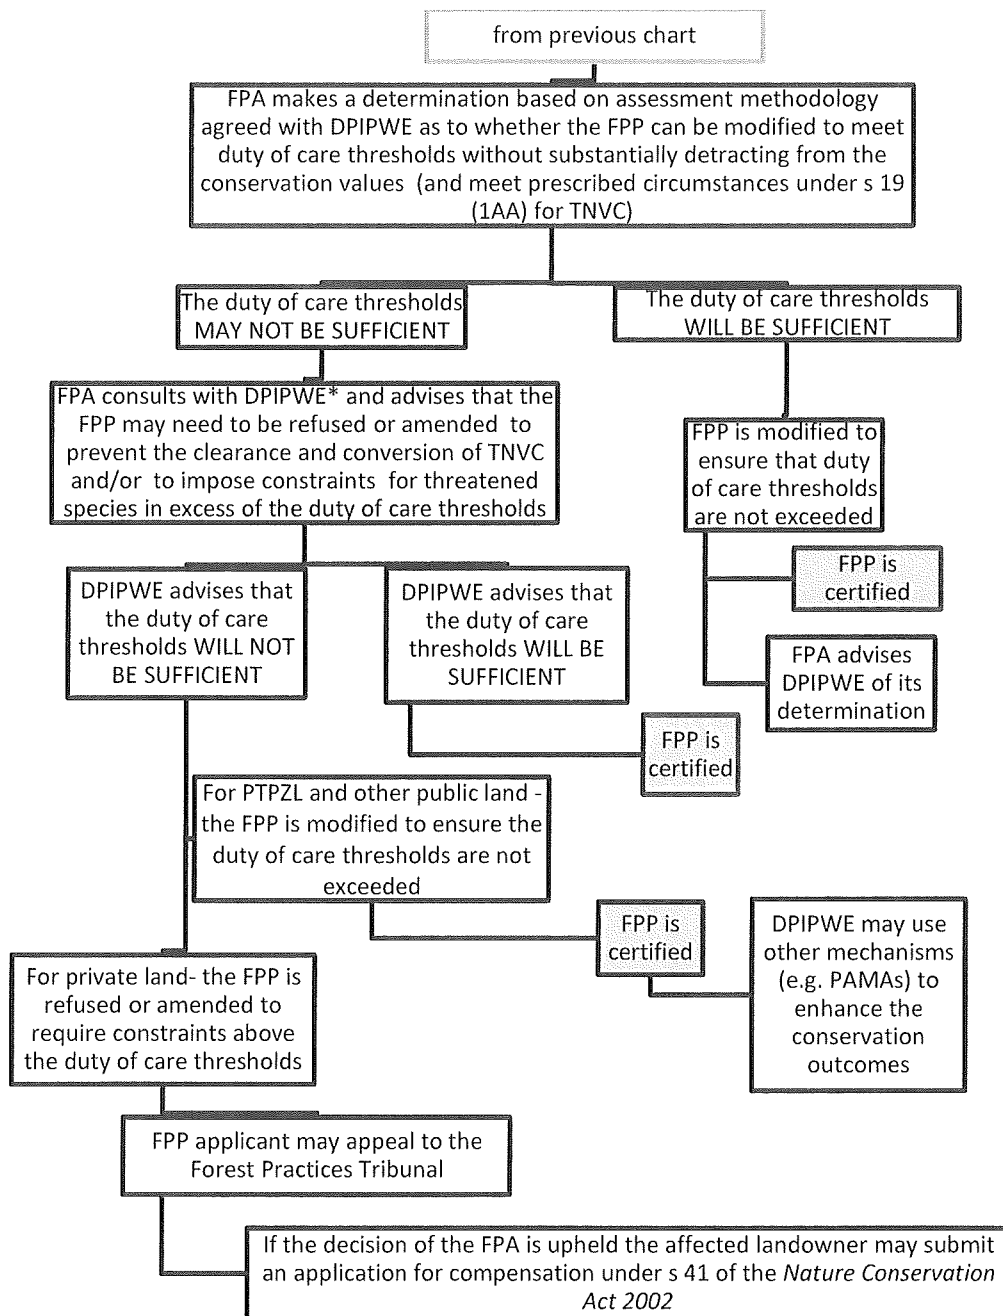 from previous chart
FPA makes a determination based on assessment methodology
agreed with DPIPWE as to whether the FPP can be modified to meet
duty of care thresholds without substantially detracting from the
conservation values (and meet prescribed circumstances under s 19
(1AA) for TNVC)
The duty of care thresholds
MAY NOT BE SUFFICIENT
The duty of care thresholds
WILL BE SUFFICIENT
FPA consults with DPIPWE* and advises that the
FPP may need to be refused or amended to
prevent the clearance and conversion of TNVC
and/or to impose constraints for threatened
species in excess of the duty of care thresholds
FPP is modified to
ensure that duty
of care thresholds
are not exceeded
FPP is
certified
FPA advises
DPIPWE of its
determination
DPIPWE advises that
the duty of care
thresholds WILL NOT
BE SUFFICIENT
DPIPWE advises that
the duty of care
thresholds WILL BE
SUFFICIENT
FPP is
certified
For PTPZL and other public land -
the FPP is modified to ensure the
duty of care thresholds are not
exceeded
FPP is
certified
DPIPWE may use
other mechanisms
(e.g. PAMAs) to
enhance the
conservation
outcomes
For private land- the FPP is
refused or amended to
require constraints above
the duty of care thresholds
FPP applicant may appeal to the
Forest Practices Tribunal
If the decision of the FPA is upheld the affected landowner may submit
an application for compensation under s 41 of the Nature Conservation
Act 2002